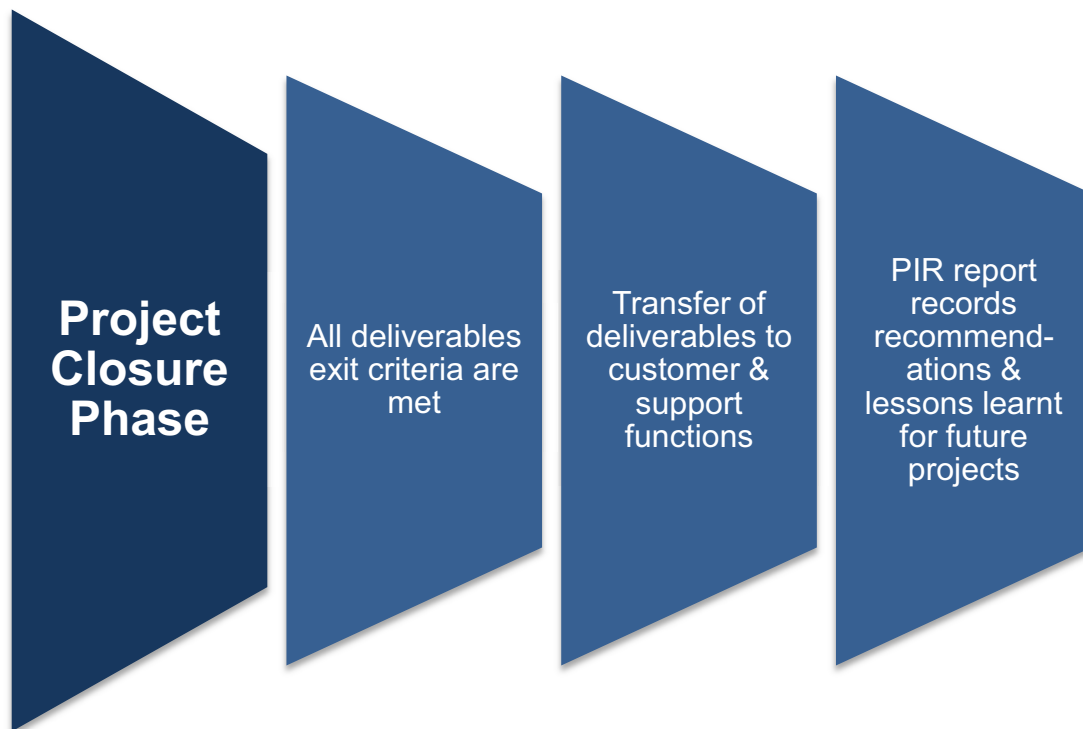 Project
Closure
Phase
All deliverables
exit criteria are
met
Transfer of
deliverables to
customer &
support
functions
PIR report
records
recommend-
ations &
lessons learnt
for future
projects